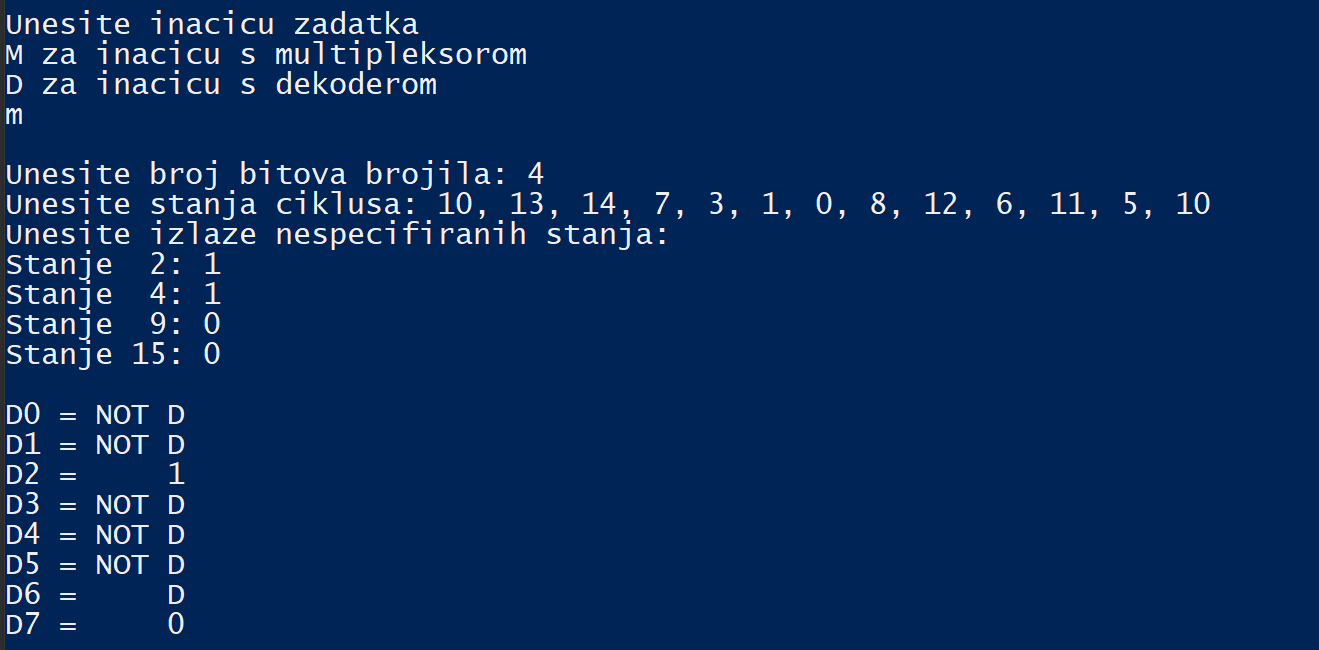 Unesite inacicu zadatka
M za inacicu s multipleksorom
D za inacicu s dekoderom
m
Unesite broj bitova brojila: 4
Unesite stanja ciklusa: 10, 13, 14, 7, 3, 1, 0, 8, 12, 6, 11, 5, 10
Unesite izlaze nespecifiranih stanja:
Stanje  2: 1
Stanje  4: 1
Stanje  9: 0
Stanje 15: 0
D0 = NOT D
D1 = NOT D
D2 =     1
D3 = NOT D
D4 = NOT D
D5 = NOT D
D6 =     D
D7 =     0